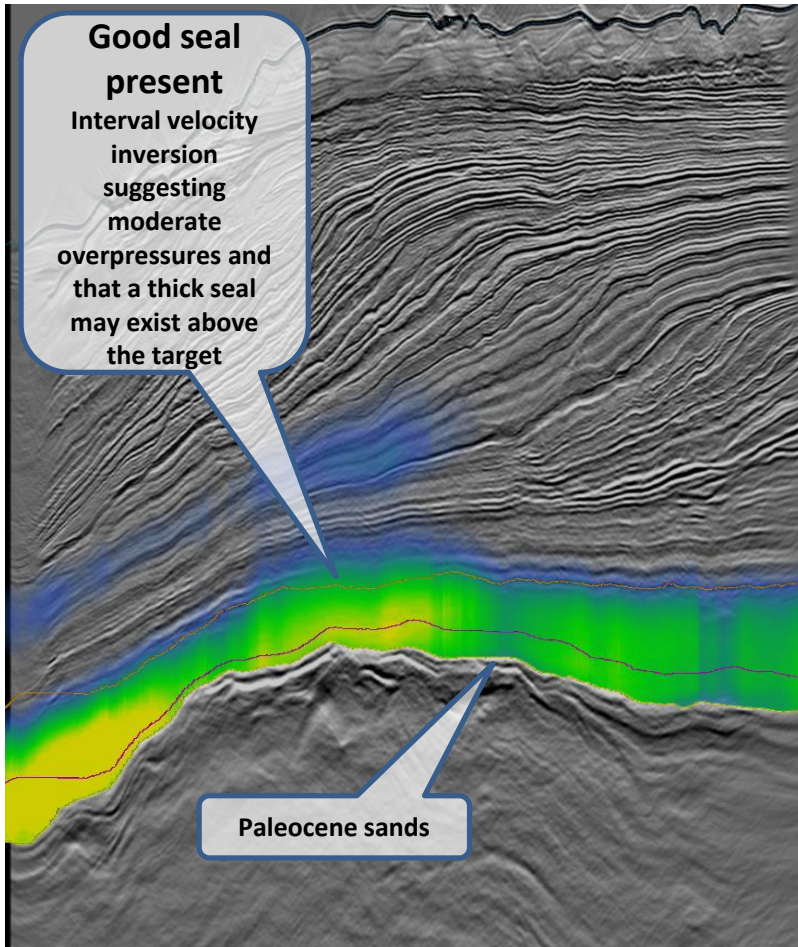 Good seal
present
Interval velocity
inversion
suggesting
moderate
overpressures and
that a thick seal
may exist above
the target
Paleocene sands